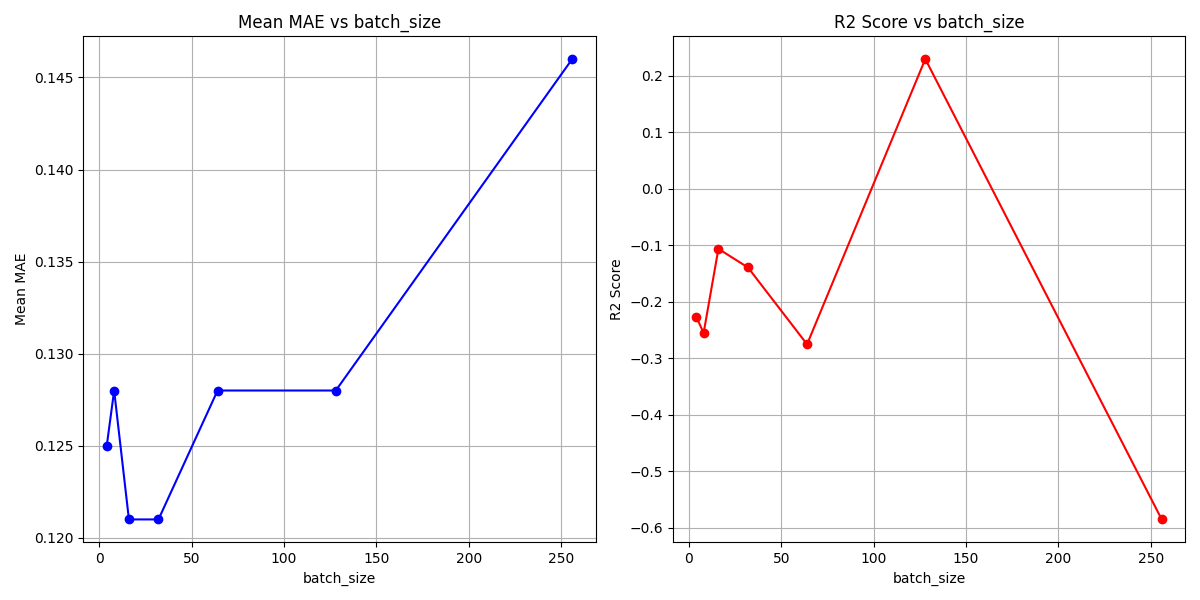 Mean MAE vs batch_size
Mean MAE
0.145
0.140
0.135
0.130
0.125
0.120
0 50 100 150 200 250
batch_size
R2 Score vs batch_size
R2 Score
0.2
0.1
0.0
−0.1
−0.2
−0.3
−0.4
−0.5
−0.6
0 50 100 150 200 250
batch_size